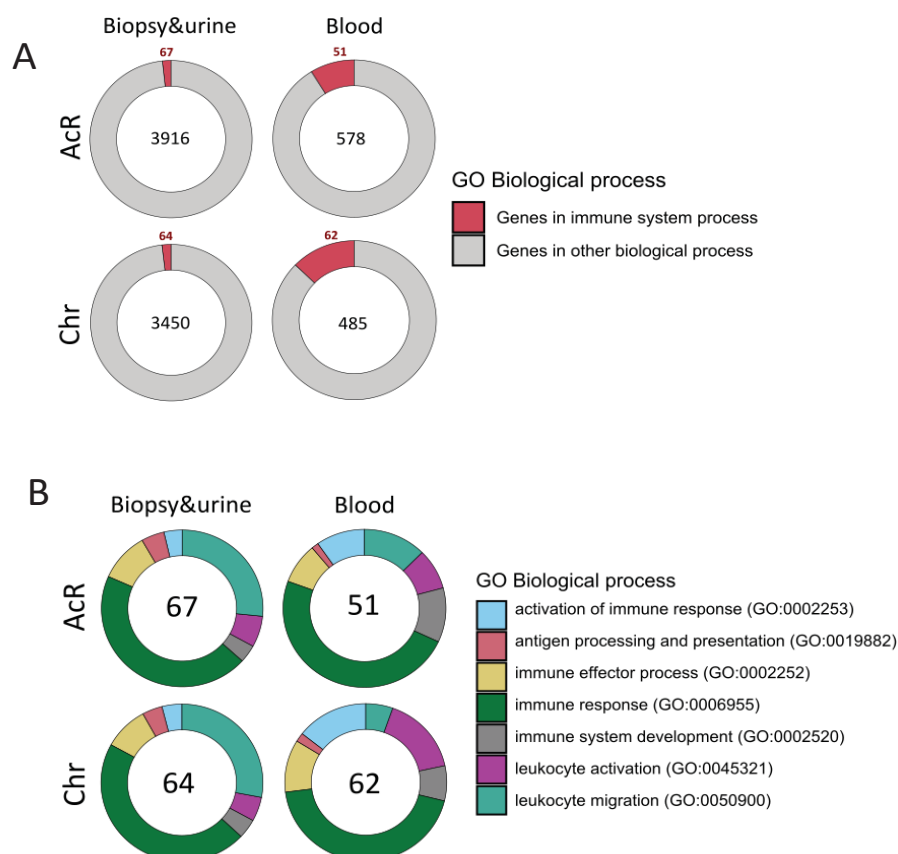 A
Biopsy&urine
Blood
67
51
AcR
3916
578
64
62
Chr
3450
485
GO Biological process
Genes in immune system process
Genes in other biological process
B
Biopsy&urine
Blood
AcR
67
51
Chr
64
62
GO Biological process
activation of immune response (GO:0002253)
antigen processing and presentation (GO:0019882)
immune effector process (GO:0002252)
immune response (GO:0006955)
immune system development (GO:0002520)
leukocyte activation (GO:0045321)
leukocyte migration (GO:0050900)